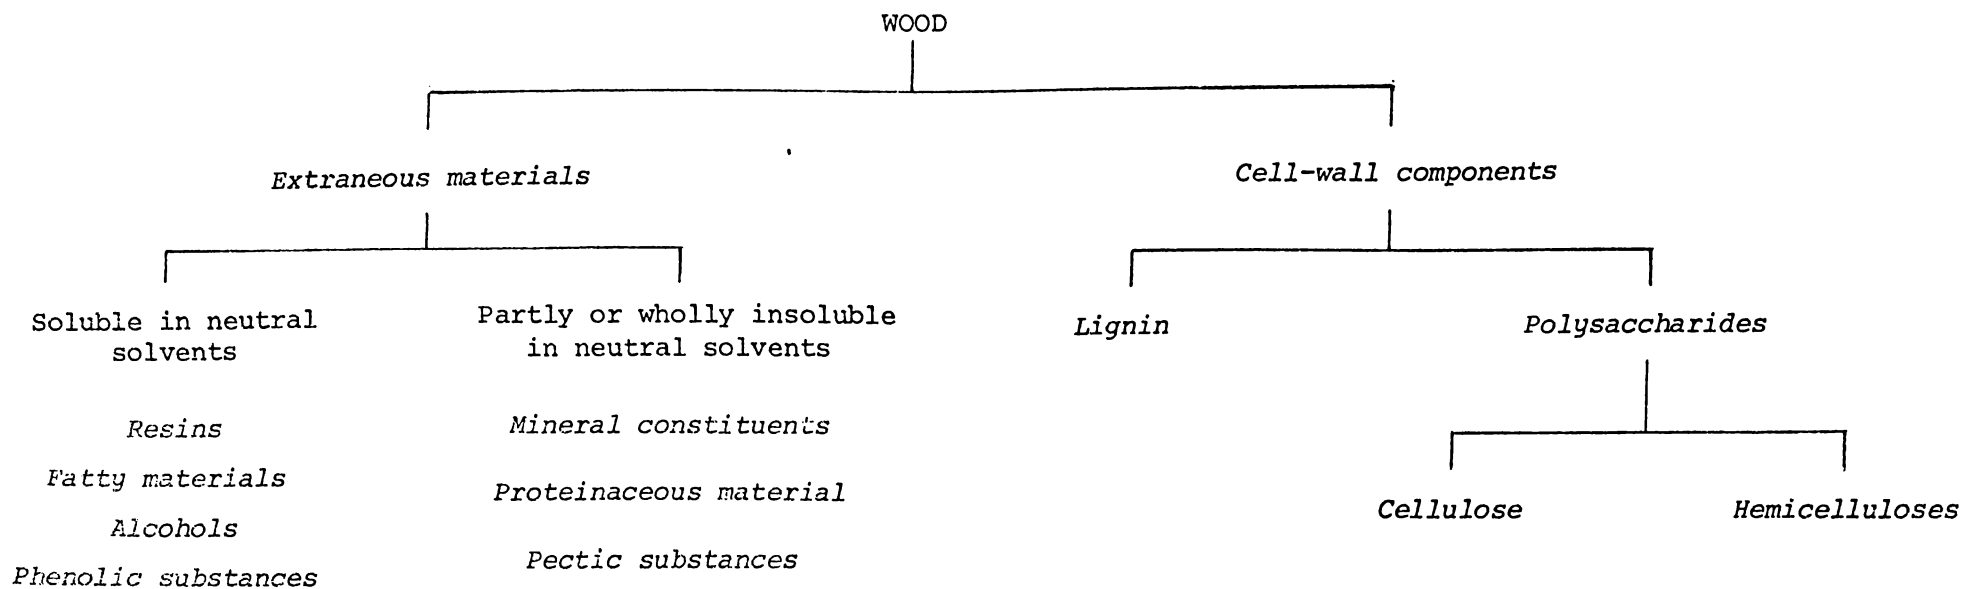 WOOD
Extraneous materials
Cell-wall components
Soluble in neutral
solvents
Partly or wholly insoluble
in neutral solvents
Lignin
Polysaccharides
Resins
Fatty materials
Alcohols
Phenolic substances
Mineral constituents
Proteinaceous material
Pectic substances
Cellulose
Hemicelluloses